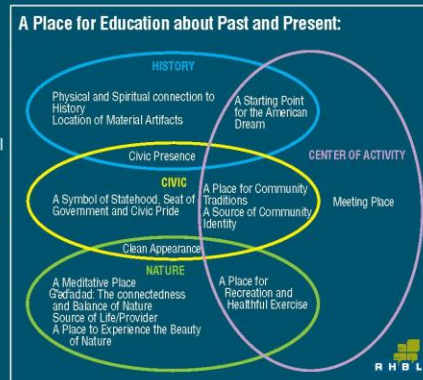 A Place for Education about Past and Present:
HISTORY
Physical and Spiritual connection to
History
Location of Material Artifacts
A Starting Point
for the American
Dream
Civic Presence
CENTER OF ACTIVITY
CIVIC
A Symbol of Statehood, Seat of
Government and Civic Pride
A Place for Community
Traditions
A Source of Community
Identity
Meeting Place
Clean Appearance
NATURE
A Meditative Place
The connectedness
and Balance of Nature
Source of Life/Provider
A Place to Experience the Beauty
of Nature
A Place for
Recreation and
Healthful Exercise
AHBL